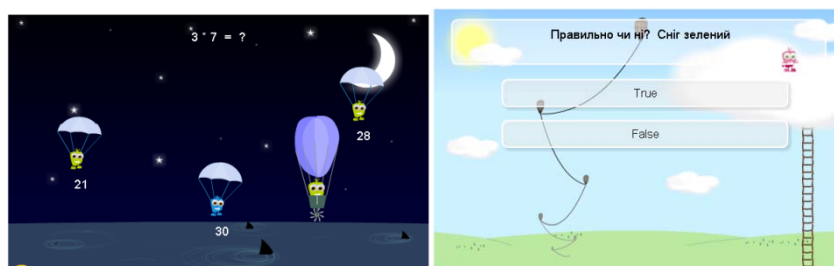 3 * 7 = ?
28
21
30
Правильно чи ні? Сніг зелений
True
False